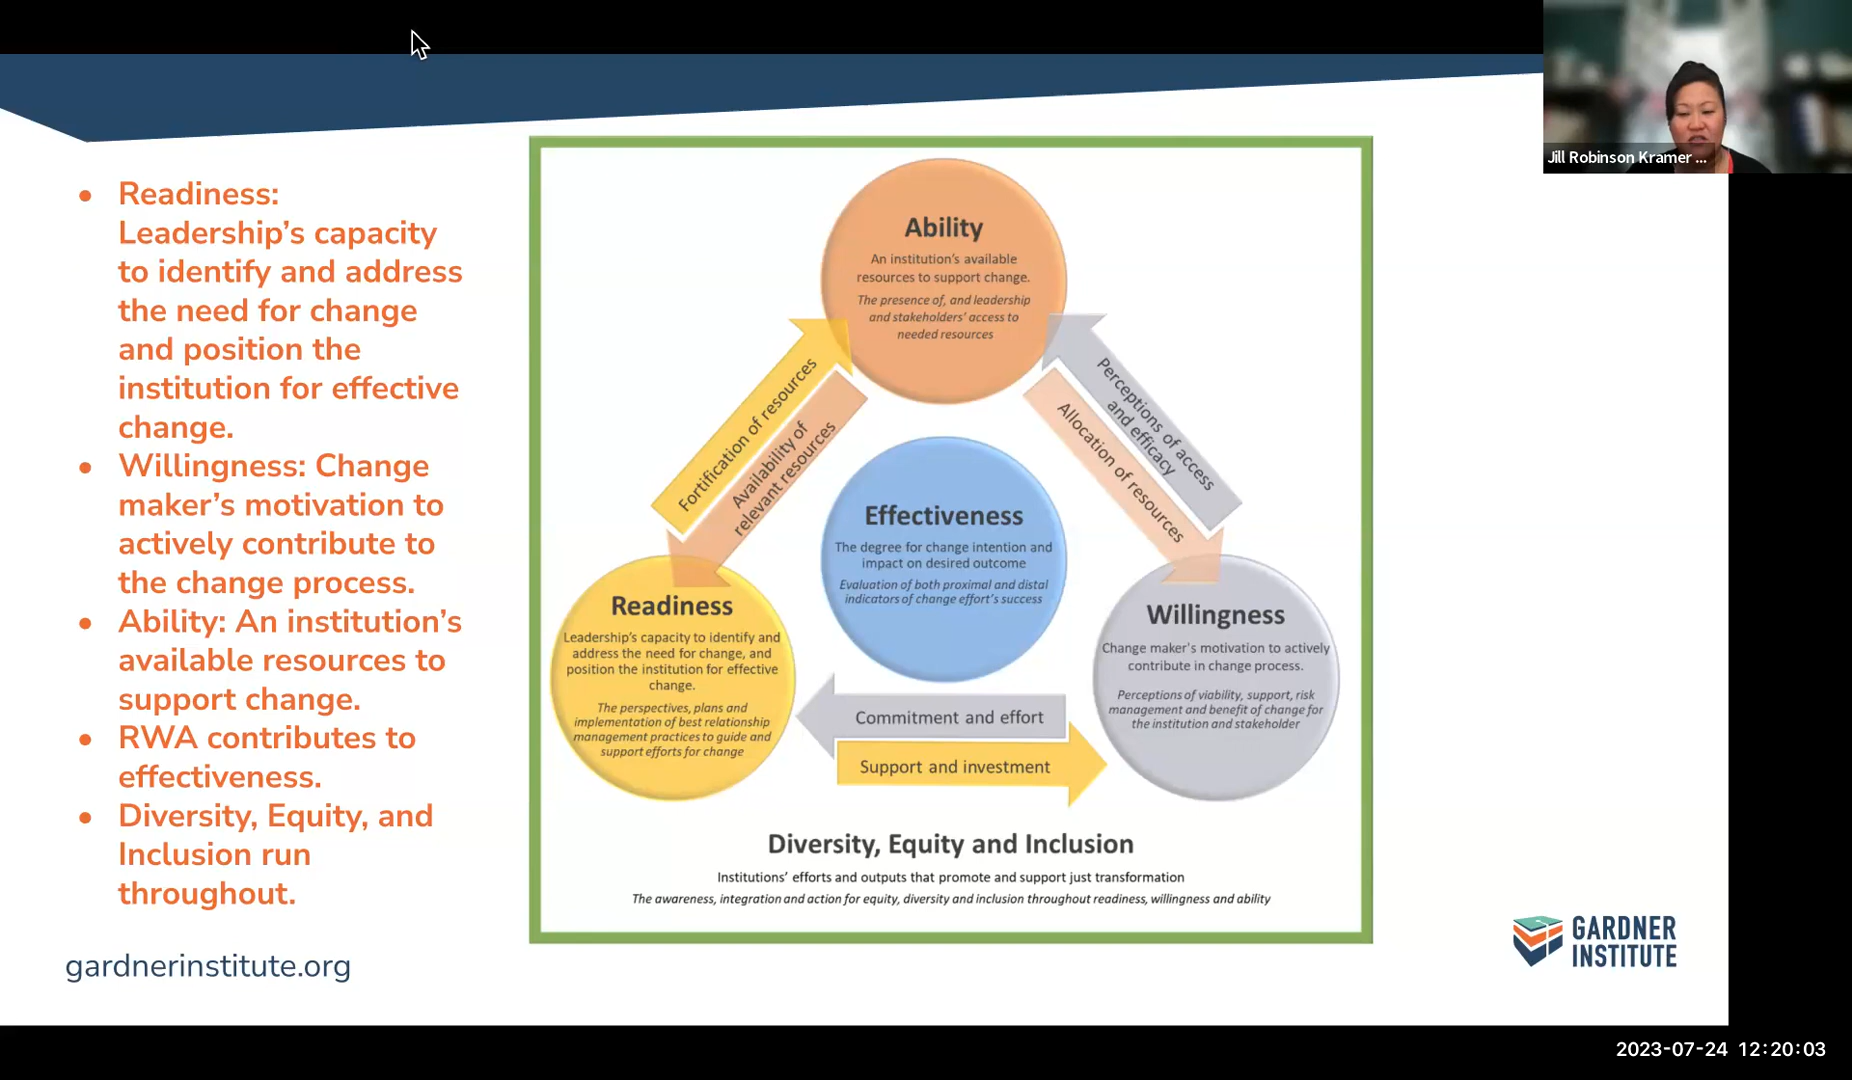 Jill Robinson Kramer ...
• Readiness:
Leadership’s capacity
to identify and address
the need for change
and position the
institution for effective
change.
• Willingness: Change
maker’s motivation to
actively contribute to
the change process.
• Ability: An institution’s
available resources to
support change.
• RWA contributes to
effectiveness.
• Diversity, Equity, and
Inclusion run
throughout.
Ability
An institution’s available
resources to support change.
The presence of, and leadership
and stakeholders’ access to
needed resources
Fortification of resources
Availability of
relevant resources
Perceptions of access
and efficacy
Allocation of resources
Effectiveness
The degree for change intention and
impact on desired outcome
Evaluation of both proximal and distal
indicators of change effort’s success
Readiness
Leadership’s capacity to identify and
address the need for change, and
position the institution for effective
change.
The perspectives, plans and
implementation of best relationship
management practices to guide and
support efforts for change
Willingness
Change maker’s motivation to actively
contribute in change process.
Perceptions of viability, support, risk
management and benefit of change for
the institution and stakeholder
Commitment and effort
Support and investment
Diversity, Equity and Inclusion
Institutions’ efforts and outputs that promote and support just transformation
The awareness, integration and action for equity, diversity and inclusion throughout readiness, willingness and ability
gardnerinstitute.org
GARDNER
INSTITUTE
2023-07-24 12:20:03